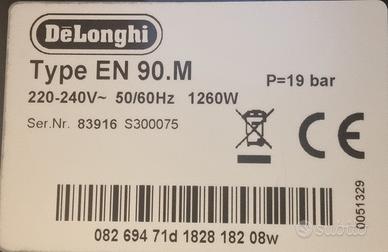 DeLonghi
Type EN 90.M
P=19 bar
220-240V~ 50/60Hz 1260W
Ser.Nr. 83916 S300075
CE
0051329
082 694 71d 1828 182 08w
subito